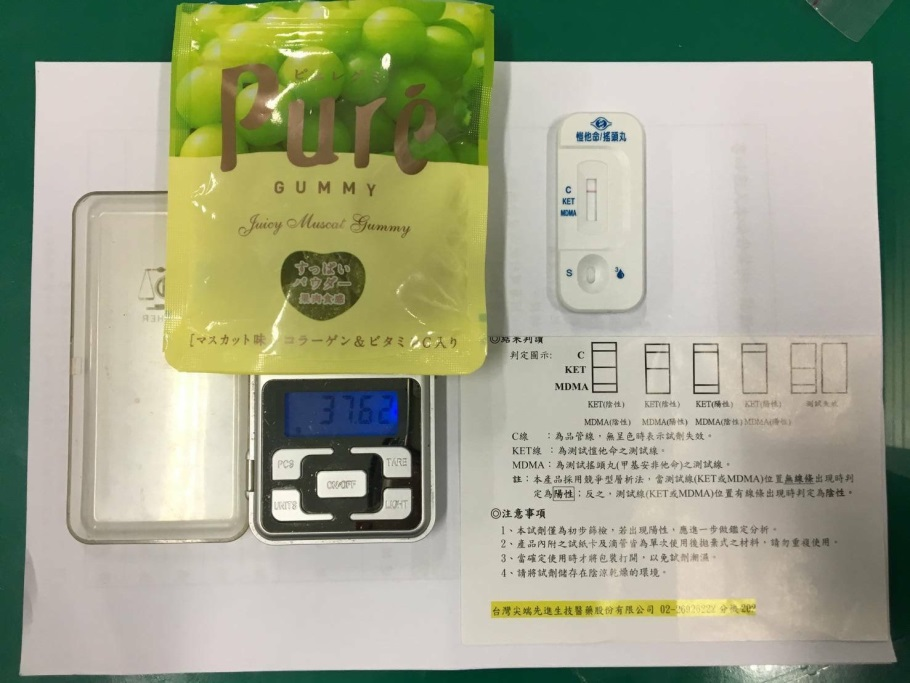 ピュレグミ
Puré
GUMMY
Juicy Muscat Gummy
すっぱい
パウダー
果肉食感
[マスカット味 コラーゲン&ビタミンC入り
37.62
PCS
TARE
ON/OFF
UNITS
LIGHT
愷他命/搖頭丸
C
KET
MDMA
S
3
◎結果判讀
判定圖示: C
KET
MDMA
KET(陰性) KET(陰性) KET(陽性) KET(陽性) 測試失效
MDMA(陰性) MDMA(陽性) MDMA(陰性) MDMA(陽性)
C線 :為品管線,無呈色時表示試劑失效。
KET線 :為測試愷他命之測試線。
MDMA:為測試搖頭丸(甲基安非他命)之測試線。
註:本產品採用競爭型層析法,當測試線(KET或MDMA)位置無線條出現時判
定為陽性;反之,測試線(KET或MDMA)位置有線條出現時判定為陰性。
◎注意事項
1、本試劑僅為初步篩檢,若出現陽性,應進一步做鑑定分析。
2、產品內附之試紙卡及滴管皆為單次使用後拋棄式之材料,請勿重複使用。
3、當確定使用時才將包裝打開,以免試劑潮濕。
4、請將試劑儲存在陰涼乾燥的環境。
台灣尖端先進生技醫藥股份有限公司 02-